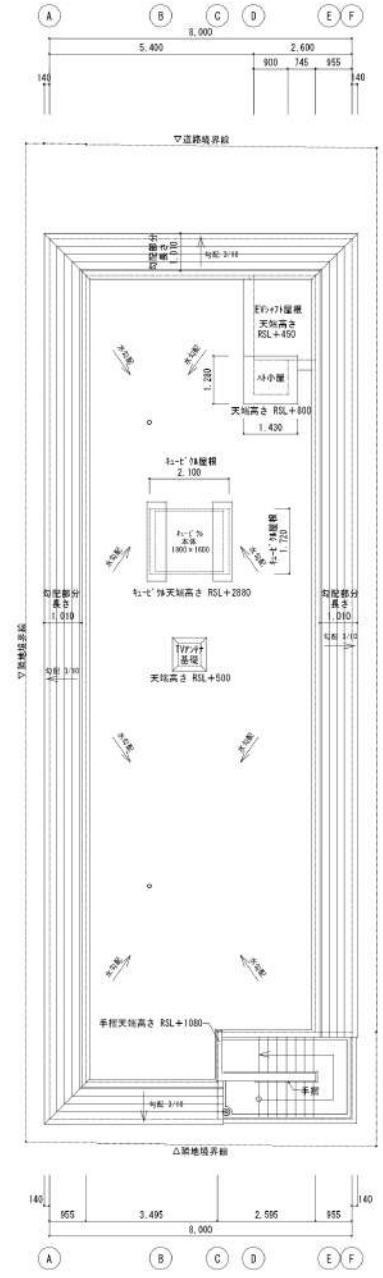 A B C D E F
8,000
5,400 2,600
900 745 955
140 140
▽道路境界線
勾配部分
長さ
1,010
勾配 3/10
EVシャフト屋根
天端高さ
RSL+450
水勾配 水勾配
ハト小屋
1,280
天端高さ RSL+800
1,430
キュービクル屋根
2,100
キュービクル
本体
1800×1600
キュービクル屋根
1,720
水勾配 水勾配
キュービクル天端高さ RSL+2880
勾配部分
長さ
1,010
勾配部分
長さ
1,010
TVアンテナ
基礎
天端高さ RSL+500
▽隣地境界線
勾配 3/10
勾配 3/10
水勾配 水勾配
水勾配 水勾配
手摺天端高さ RSL+1080
手摺
勾配 3/10
△隣地境界線
140 140
955 3,495 2,595 955
8,000
A B C D E F